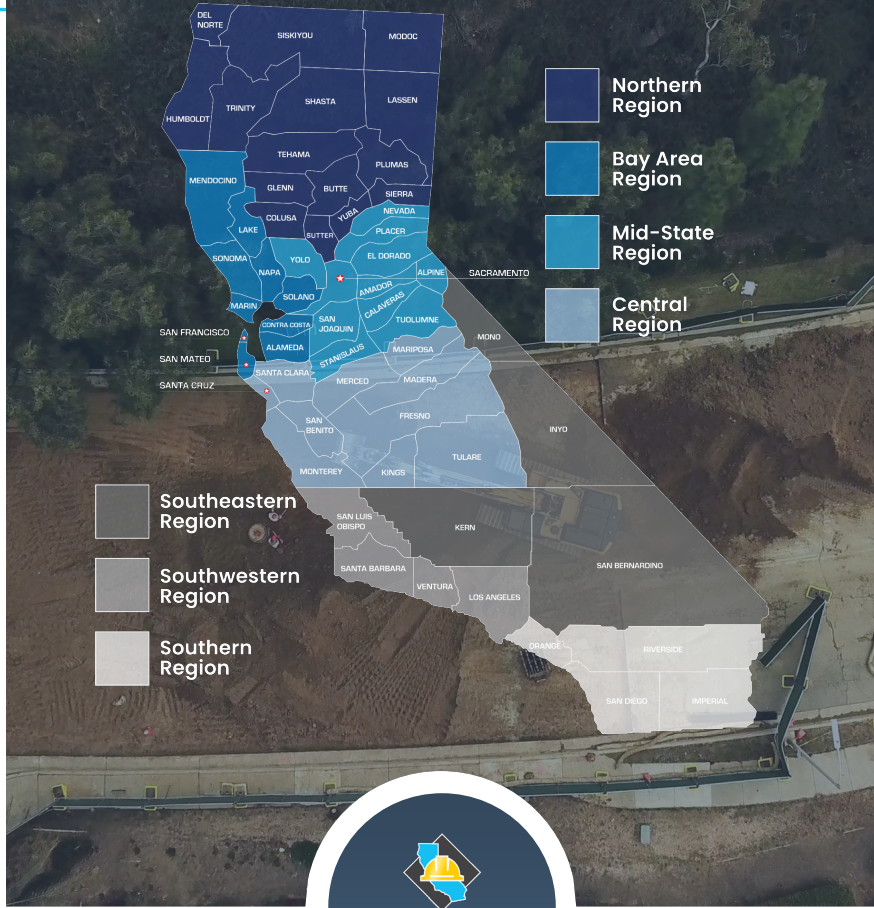 DEL
NORTE
SISKIYOU
MODOC
HUMBOLDT
TRINITY
SHASTA
LASSEN
TEHAMA
PLUMAS
MENDOCINO
GLENN
BUTTE
SIERRA
COLUSA
YUBA
NEVADA
LAKE
SUTTER
PLACER
SONOMA
NAPA
YOLO
EL DORADO
ALPINE
SACRAMENTO
MARIN
SOLANO
AMADOR
CALAVERAS
CONTRA COSTA
SAN
JOAQUIN
TUOLUMNE
SAN FRANCISCO
ALAMEDA
STANISLAUS
MARIPOSA
MONO
SAN MATEO
SANTA CLARA
MERCED
MADERA
SANTA CRUZ
SAN
BENITO
FRESNO
INYO
MONTEREY
KINGS
TULARE
SAN LUIS
OBISPO
KERN
SAN BERNARDINO
SANTA BARBARA
VENTURA
LOS ANGELES
ORANGE
RIVERSIDE
SAN DIEGO
IMPERIAL
Northern
Region
Bay Area
Region
Mid-State
Region
Central
Region
Southeastern
Region
Southwestern
Region
Southern
Region